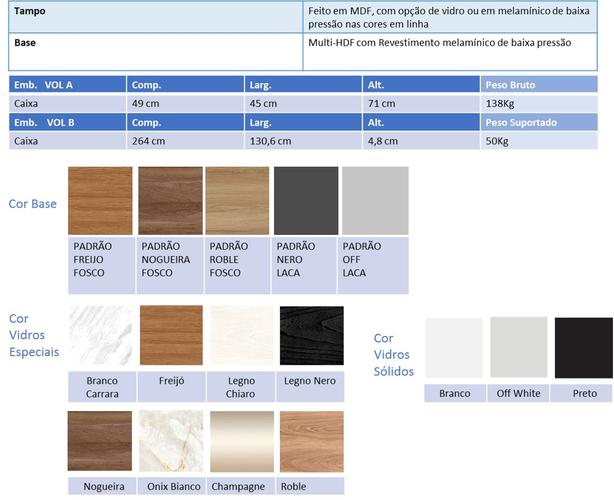 Tampo
Feito em MDF, com opção de vidro ou em melamínico de baixa
pressão nas cores em linha
Base
Multi-HDF com Revestimento melamínico de baixa pressão
Emb. VOL A Comp. Larg. Alt. Peso Bruto
Caixa 49 cm 45 cm 71 cm 138Kg
Emb. VOL B Comp. Larg. Alt. Peso Suportado
Caixa 264 cm 130,6 cm 4,8 cm 50Kg
Cor Base
PADRÃO PADRÃO PADRÃO PADRÃO PADRÃO
FREIJO NOGUEIRA ROBLE NERO OFF
FOSCO FOSCO FOSCO LACA LACA
Cor
Vidros
Especiais
Branco Freijó Legno Legno Nero
Carrara Chiaro
Cor
Vidros
Sólidos
Branco Off White Preto
Nogueira Onix Bianco Champagne Roble